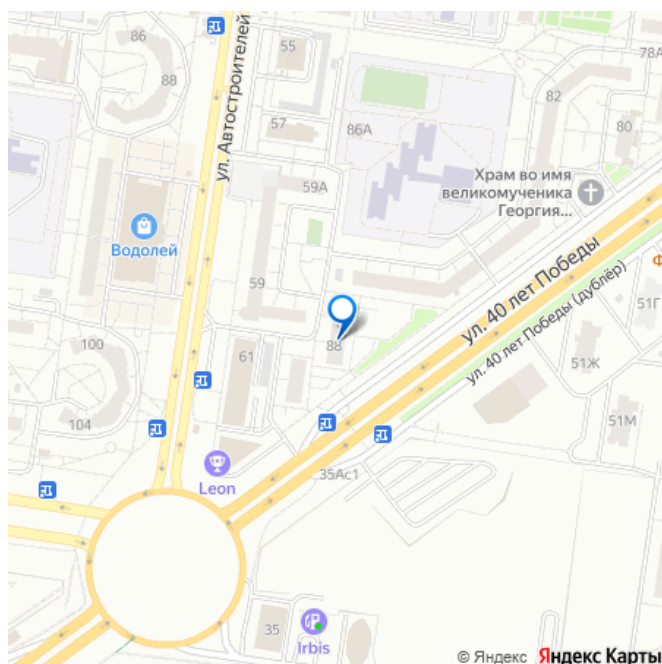 86
88
55
57
86А
82
78А
80
ул. Автостроителей
Храм во имя
великомученика
Георгия...
59А
Водолей
59
ул. 40 лет Победы
Ф
51Г
ул. 40 лет Победы (дублёр)
100
61
88
51Ж
104
51М
Leon
35Ас1
35
Irbis
© Яндекс Яндекс Карты